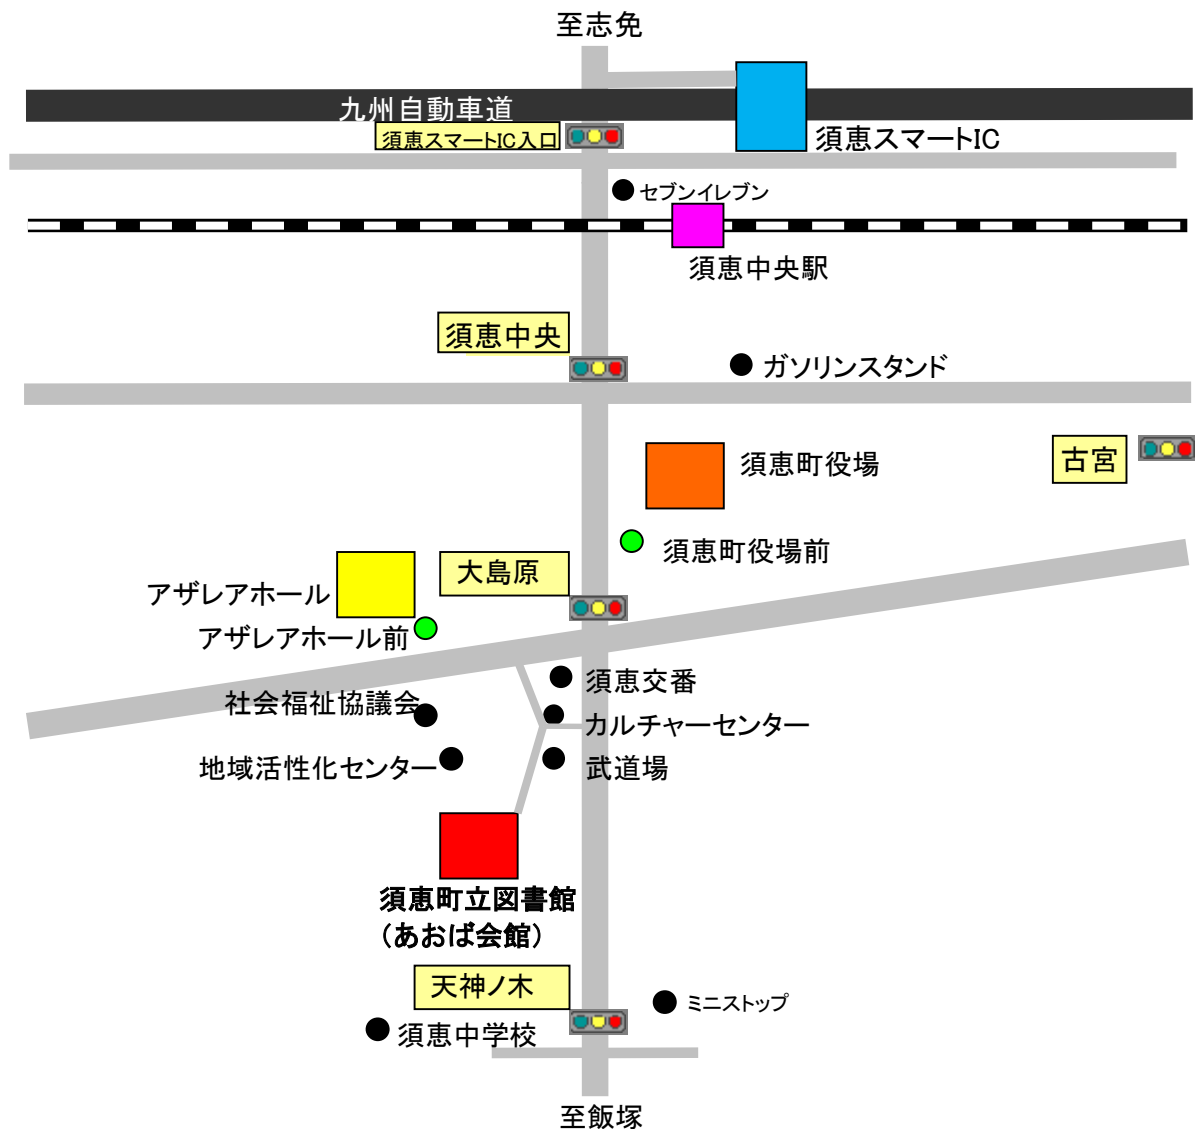 至志免
九州自動車道
須恵スマートIC入口
須恵スマートIC
セブンイレブン
須恵中央駅
須恵中央
ガソリンスタンド
須恵町役場
古宮
須恵町役場前
大島原
アザレアホール
アザレアホール前
須恵交番
社会福祉協議会
カルチャーセンター
地域活性化センター
武道場
須恵町立図書館
（あおば会館）
天神ノ木
ミニストップ
須恵中学校
至飯塚